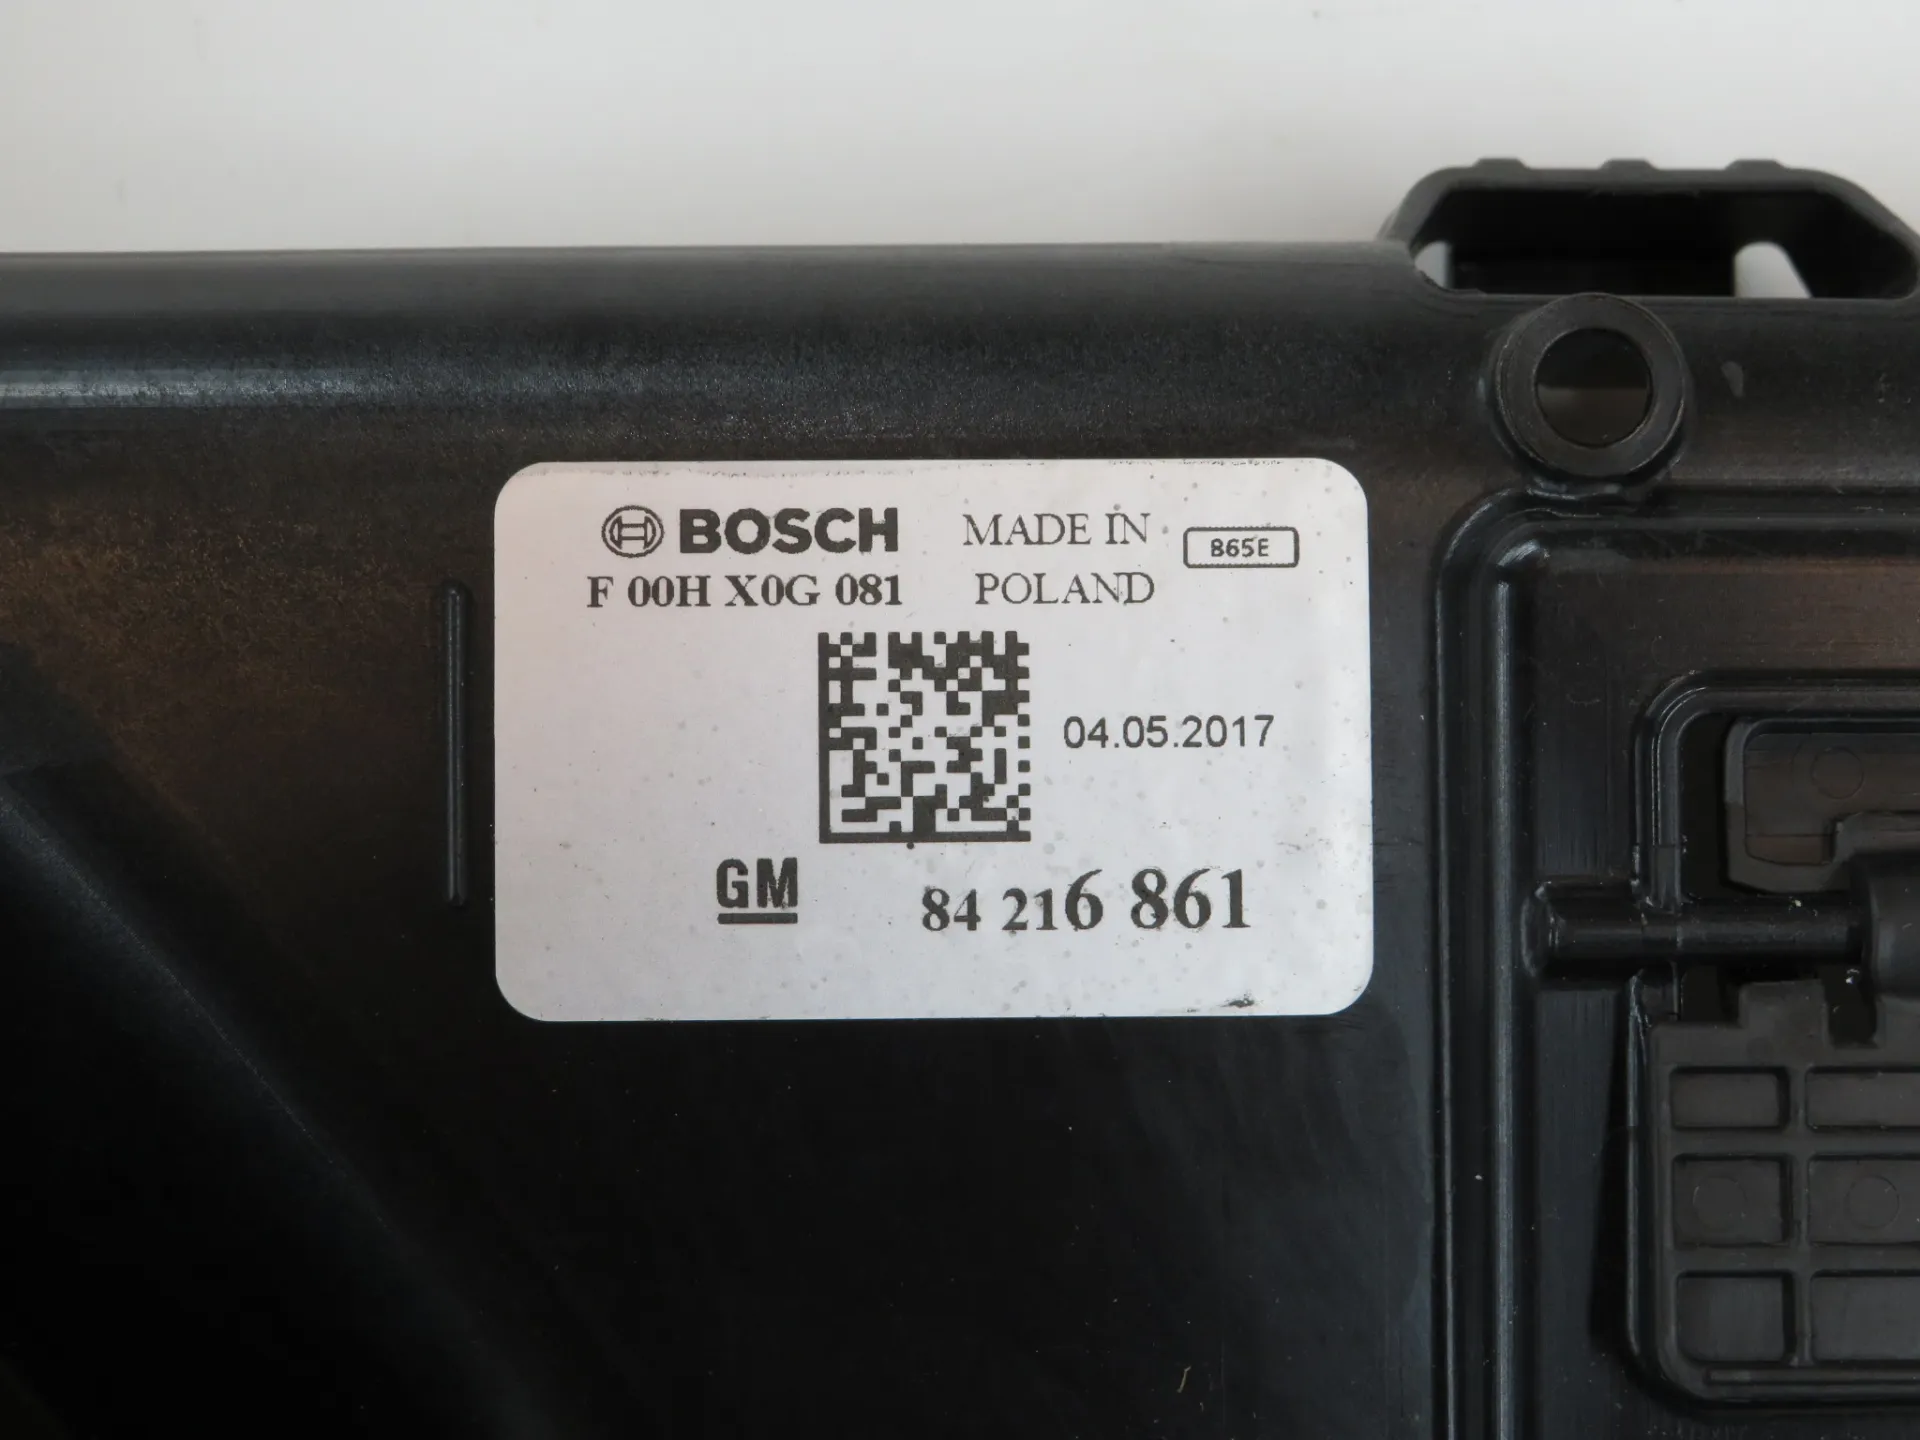 BOSCH MADE IN 865E
F 00H X0G 081 POLAND
04.05.2017
GM 84 216 861